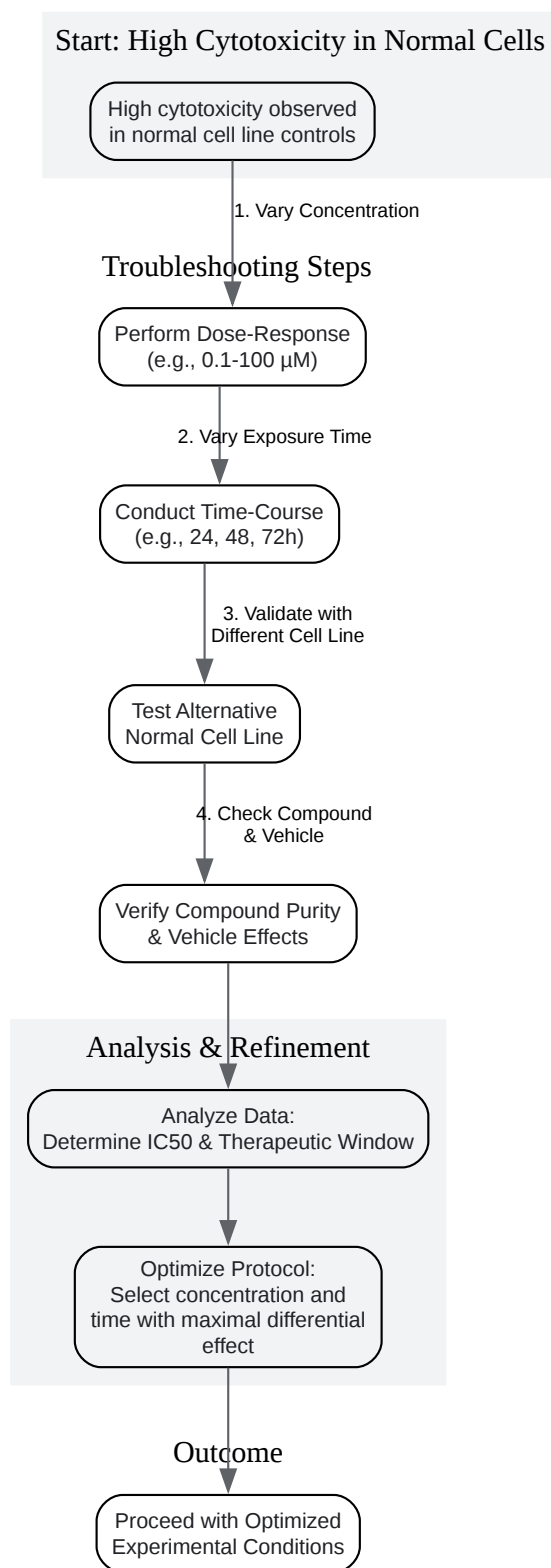 Start: High Cytotoxicity in Normal Cells
High cytotoxicity observed
in normal cell line controls
1. Vary Concentration
Troubleshooting Steps
Perform Dose-Response
(e.g., 0.1-100 µM)
2. Vary Exposure Time
Conduct Time-Course
(e.g., 24, 48, 72h)
3. Validate with
Different Cell Line
Test Alternative
Normal Cell Line
4. Check Compound
& Vehicle
Verify Compound Purity
& Vehicle Effects
Analysis & Refinement
Analyze Data:
Determine IC50 & Therapeutic Window
Optimize Protocol:
Select concentration and
time with maximal differential
effect
Outcome
Proceed with Optimized
Experimental Conditions